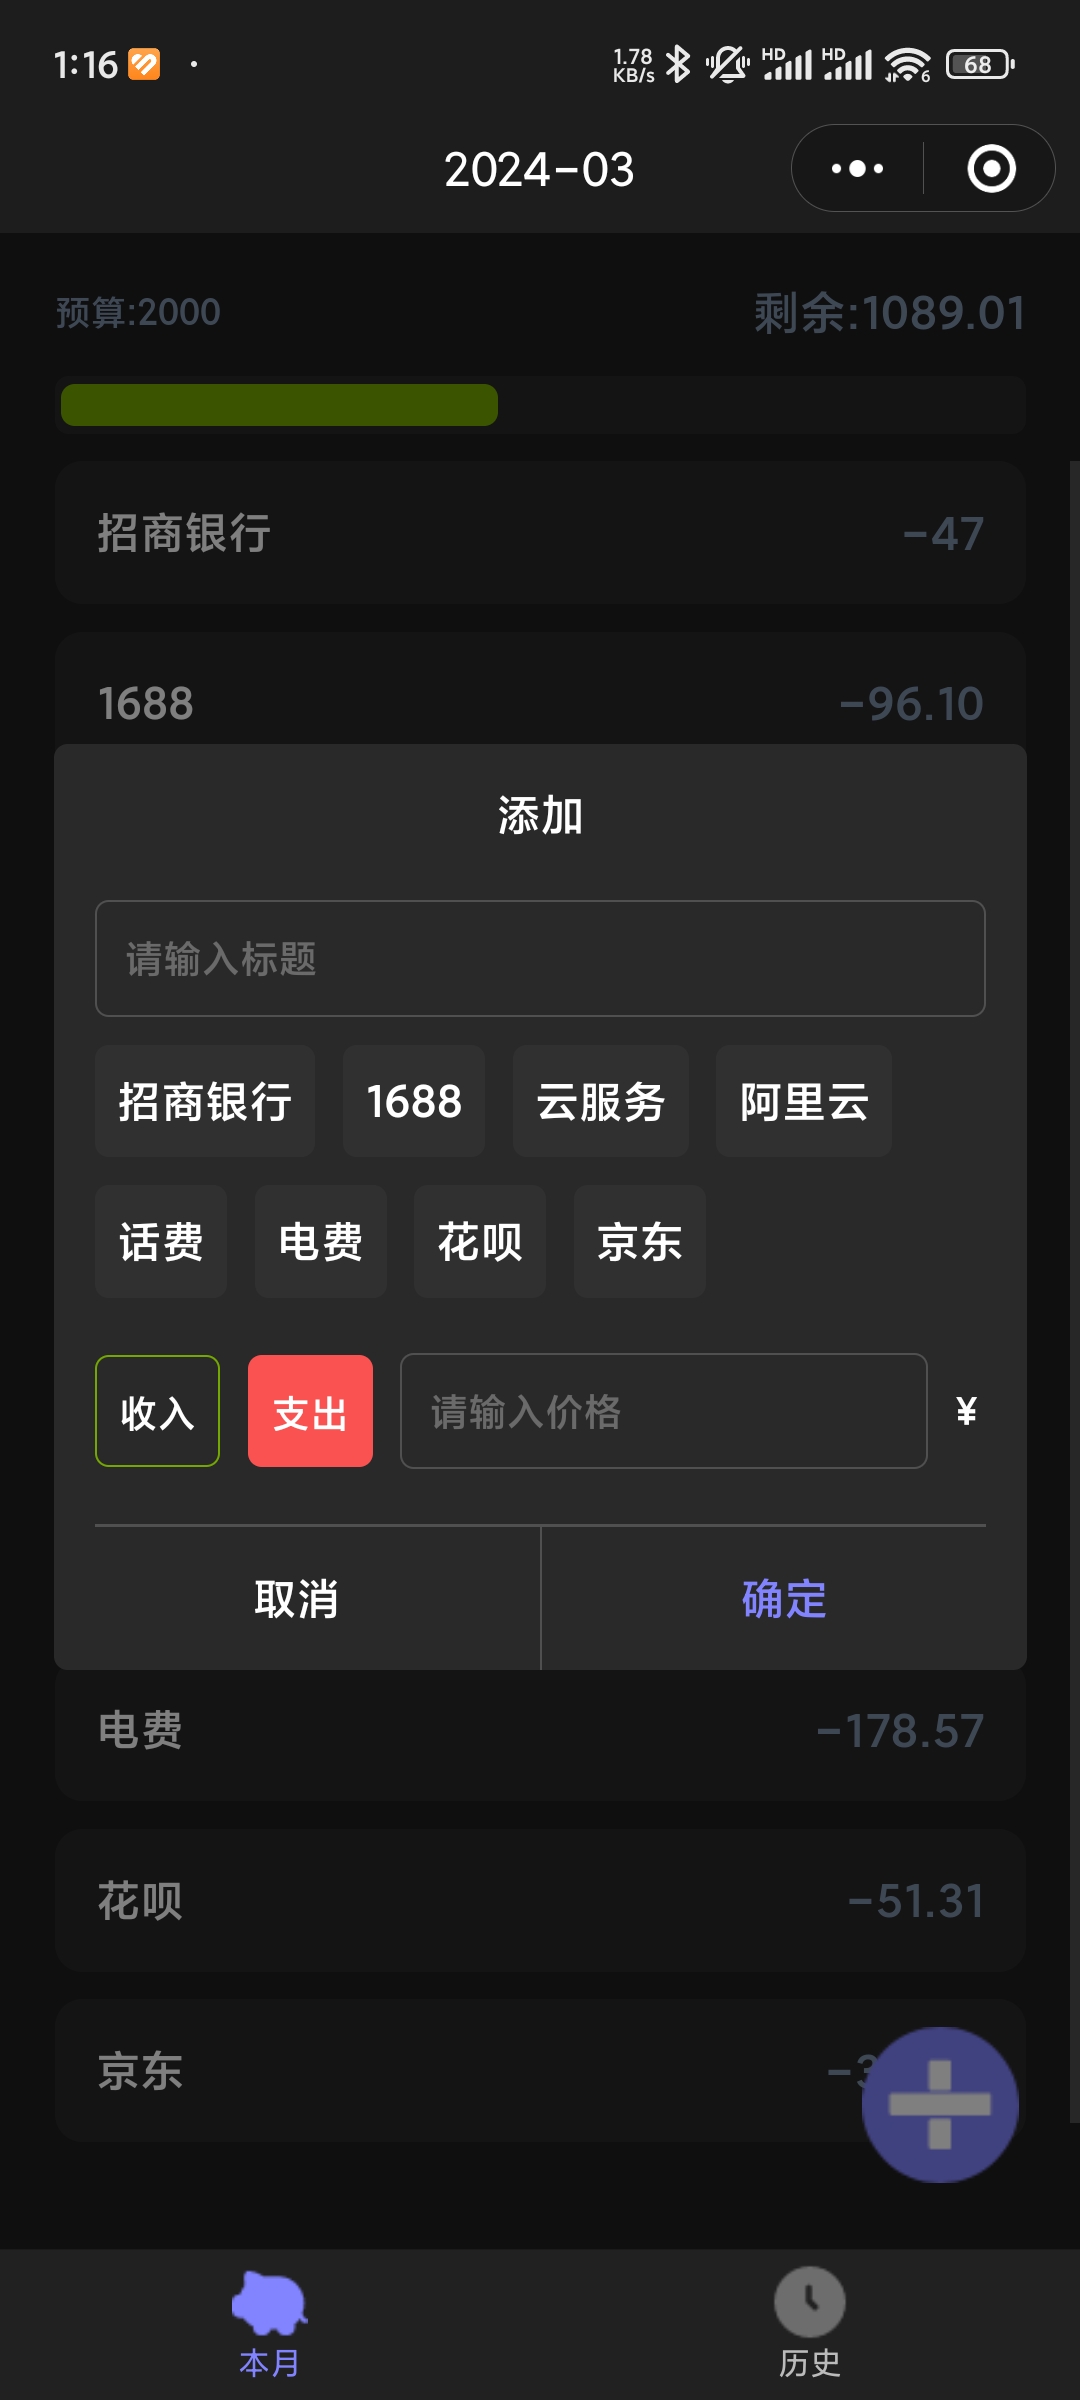 1:16
1.78 KB/s
HD HD 6 68
2024-03
预算:2000
剩余:1089.01
招商银行 -47
1688 -96.10
添加
请输入标题
招商银行 1688 云服务 阿里云
话费 电费 花呗 京东
收入 支出 请输入价格 ¥
取消 确定
电费 -178.57
花呗 -51.31
京东
本月 历史